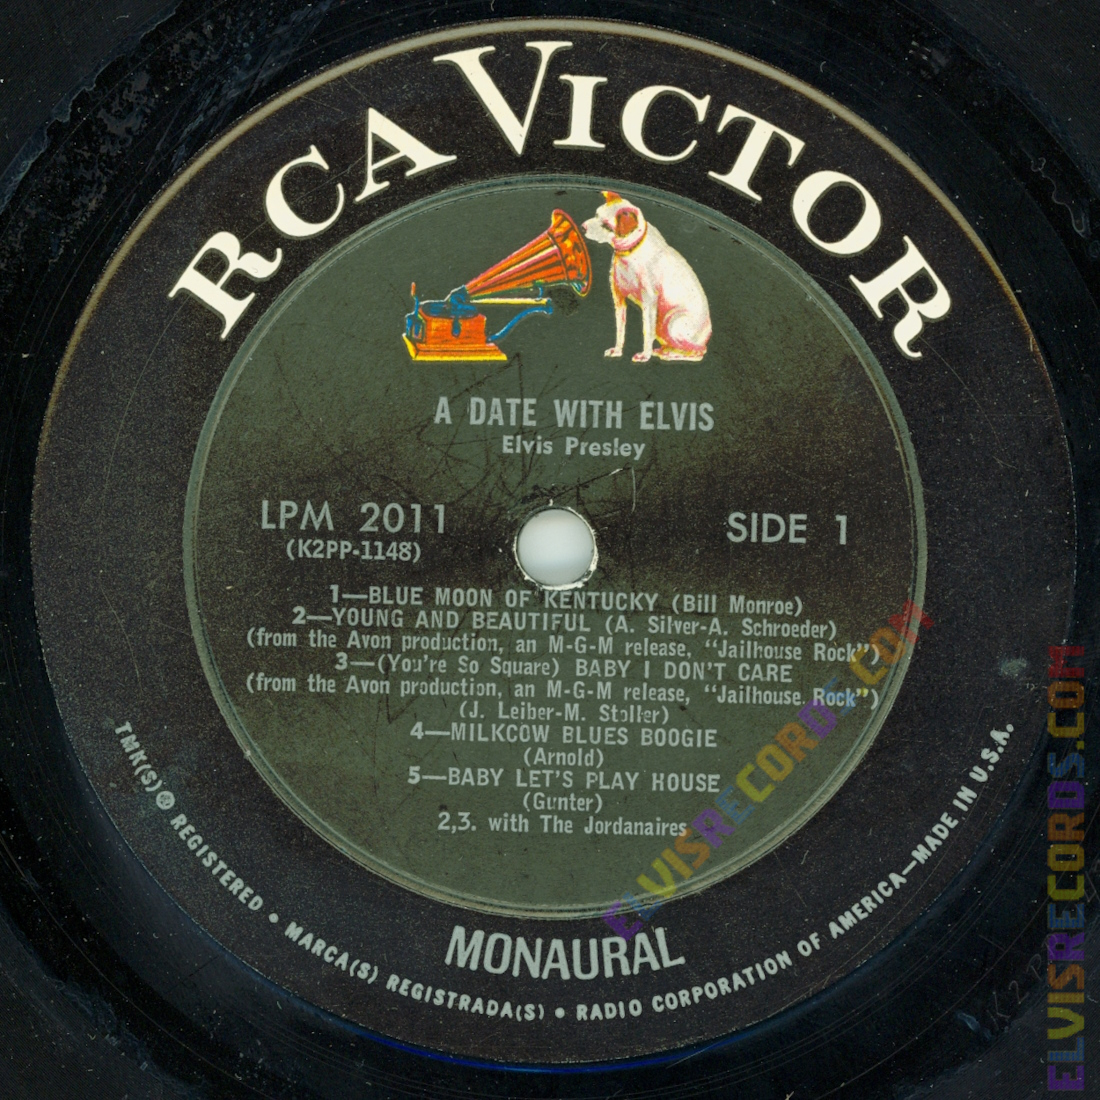 RCA VICTOR
A DATE WITH ELVIS
Elvis Presley
LPM 2011
SIDE 1
(K2PP-1148)
1—BLUE MOON OF KENTUCKY (Bill Monroe)
2—YOUNG AND BEAUTIFUL (A. Silver-A. Schroeder)
(from the Avon production, an M-G-M release, "Jailhouse Rock")
3—(You're So Square) BABY I DON'T CARE
(from the Avon production, an M-G-M release, "Jailhouse Rock")
(J. Leiber-M. Stoller)
4—MILKCOW BLUES BOOGIE
(Arnold)
5—BABY LET'S PLAY HOUSE
(Gunter)
2,3. with The Jordanaires
MONAURAL
TMK(S) ® REGISTERED • MARCA(S) REGISTRADA(S) • RADIO CORPORATION OF AMERICA—MADE IN U.S.A.
ELVISRECORDS.COM
ELVISRECORDS.COM